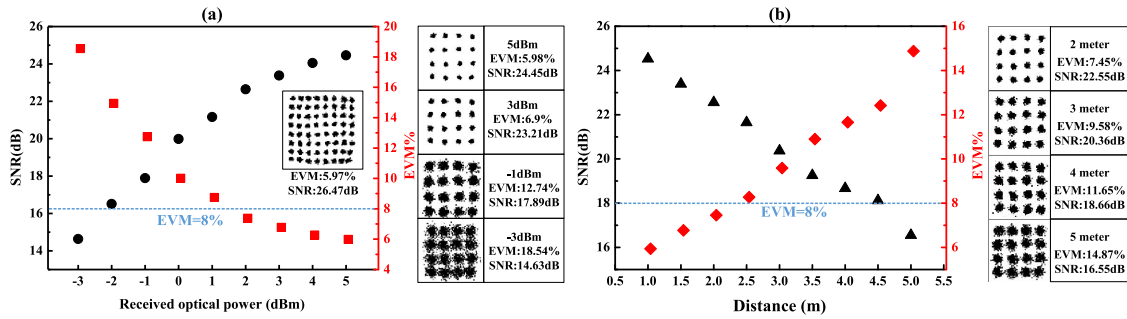 (a)
SNR(dB)
26
24
22
20
18
16
14
20
18
16
14
12
10
8
6
EVM%
EVM:5.97%
SNR:26.47dB
EVM=8%
-3 -2 -1 0 1 2 3 4 5
Received optical power (dBm)
5dBm
EVM:5.98%
SNR:24.45dB
3dBm
EVM:6.9%
SNR:23.21dB
-1dBm
EVM:12.74%
SNR:17.89dB
-3dBm
EVM:18.54%
SNR:14.63dB
(b)
SNR(dB)
26
24
22
20
18
16
16
14
12
10
8
6
EVM%
EVM=8%
0.5 1.0 1.5 2.0 2.5 3.0 3.5 4.0 4.5 5.0 5.5
Distance (m)
2 meter
EVM:7.45%
SNR:22.55dB
3 meter
EVM:9.58%
SNR:20.36dB
4 meter
EVM:11.65%
SNR:18.66dB
5 meter
EVM:14.87%
SNR:16.55dB